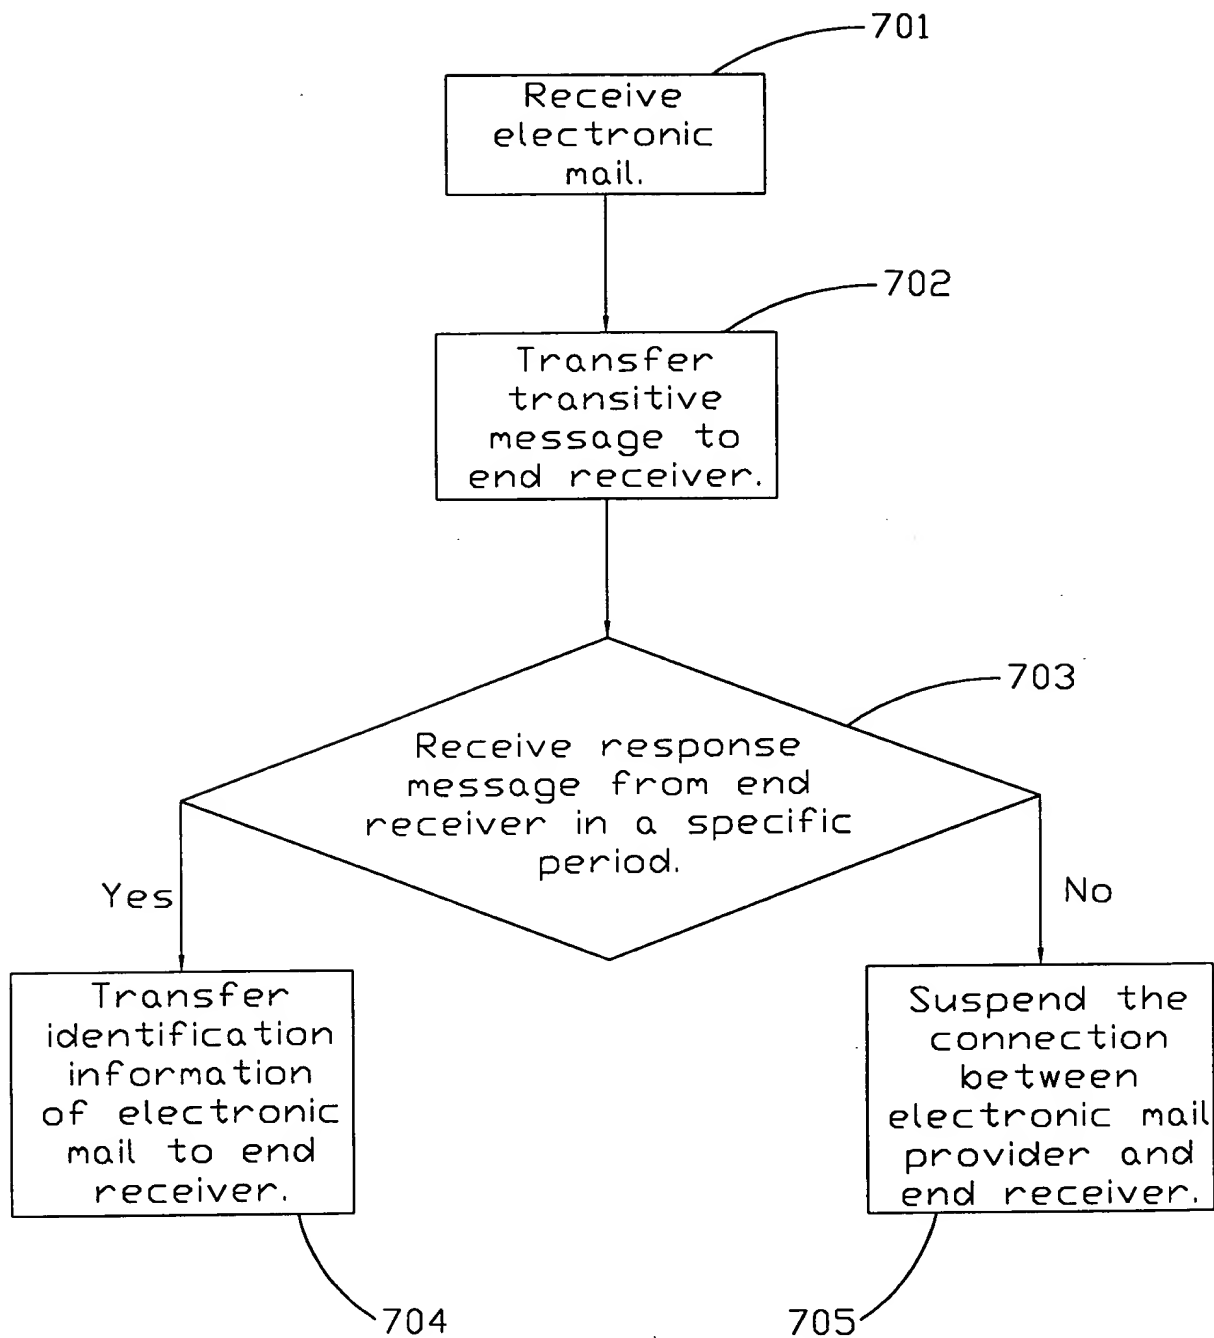 701
Receive
electronic
mail.
702
Transfer
transitive
message to
end receiver.
703
Receive response
message from end
receiver in a specific
period.
Yes
No
Transfer
identification
information
of electronic
mail to end
receiver.
Suspend the
connection
between
electronic mail
provider and
end receiver.
704
705